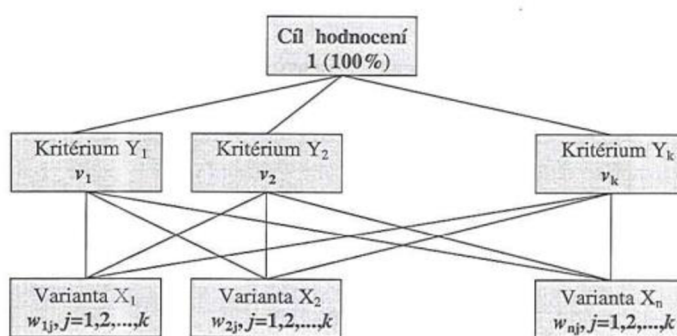 Cíl hodnocení
1 (100%)
Kritérium Y₁
v₁
Kritérium Y₂
v₂
Kritérium Yₖ
vₖ
Varianta X₁
w₁ⱼ, j=1,2,...,k
Varianta X₂
w₂ⱼ, j=1,2,...,k
Varianta Xₙ
wₙⱼ, j=1,2,...,k